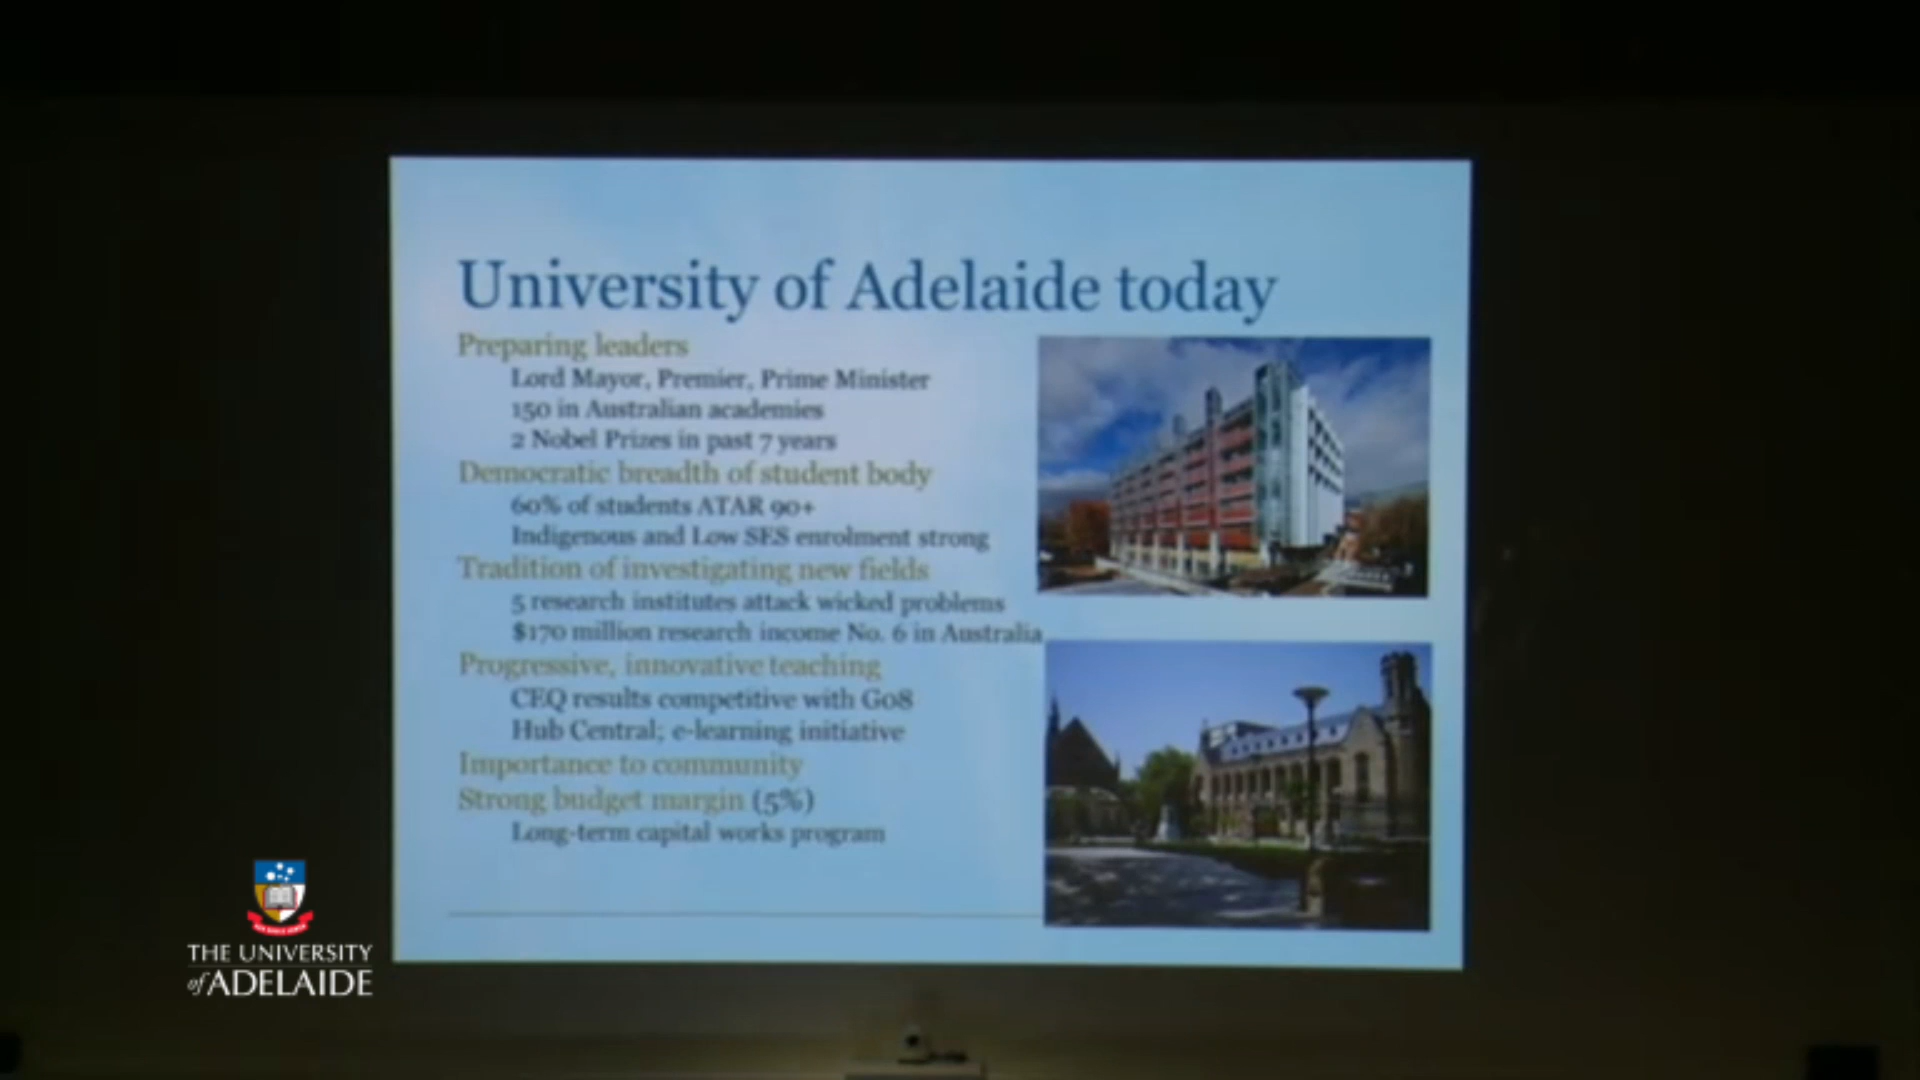 University of Adelaide today
Preparing leaders
Lord Mayor, Premier, Prime Minister
150 in Australian academies
2 Nobel Prizes in past 7 years
Democratic breadth of student body
60% of students ATAR 90+
Indigenous and Low SES enrolment strong
Tradition of investigating new fields
5 research institutes attack wicked problems
$170 million research income No. 6 in Australia
Progressive, innovative teaching
CEQ results competitive with Go8
Hub Central; e-learning initiative
Importance to community
Strong budget margin (5%)
Long-term capital works program
THE UNIVERSITY
of ADELAIDE